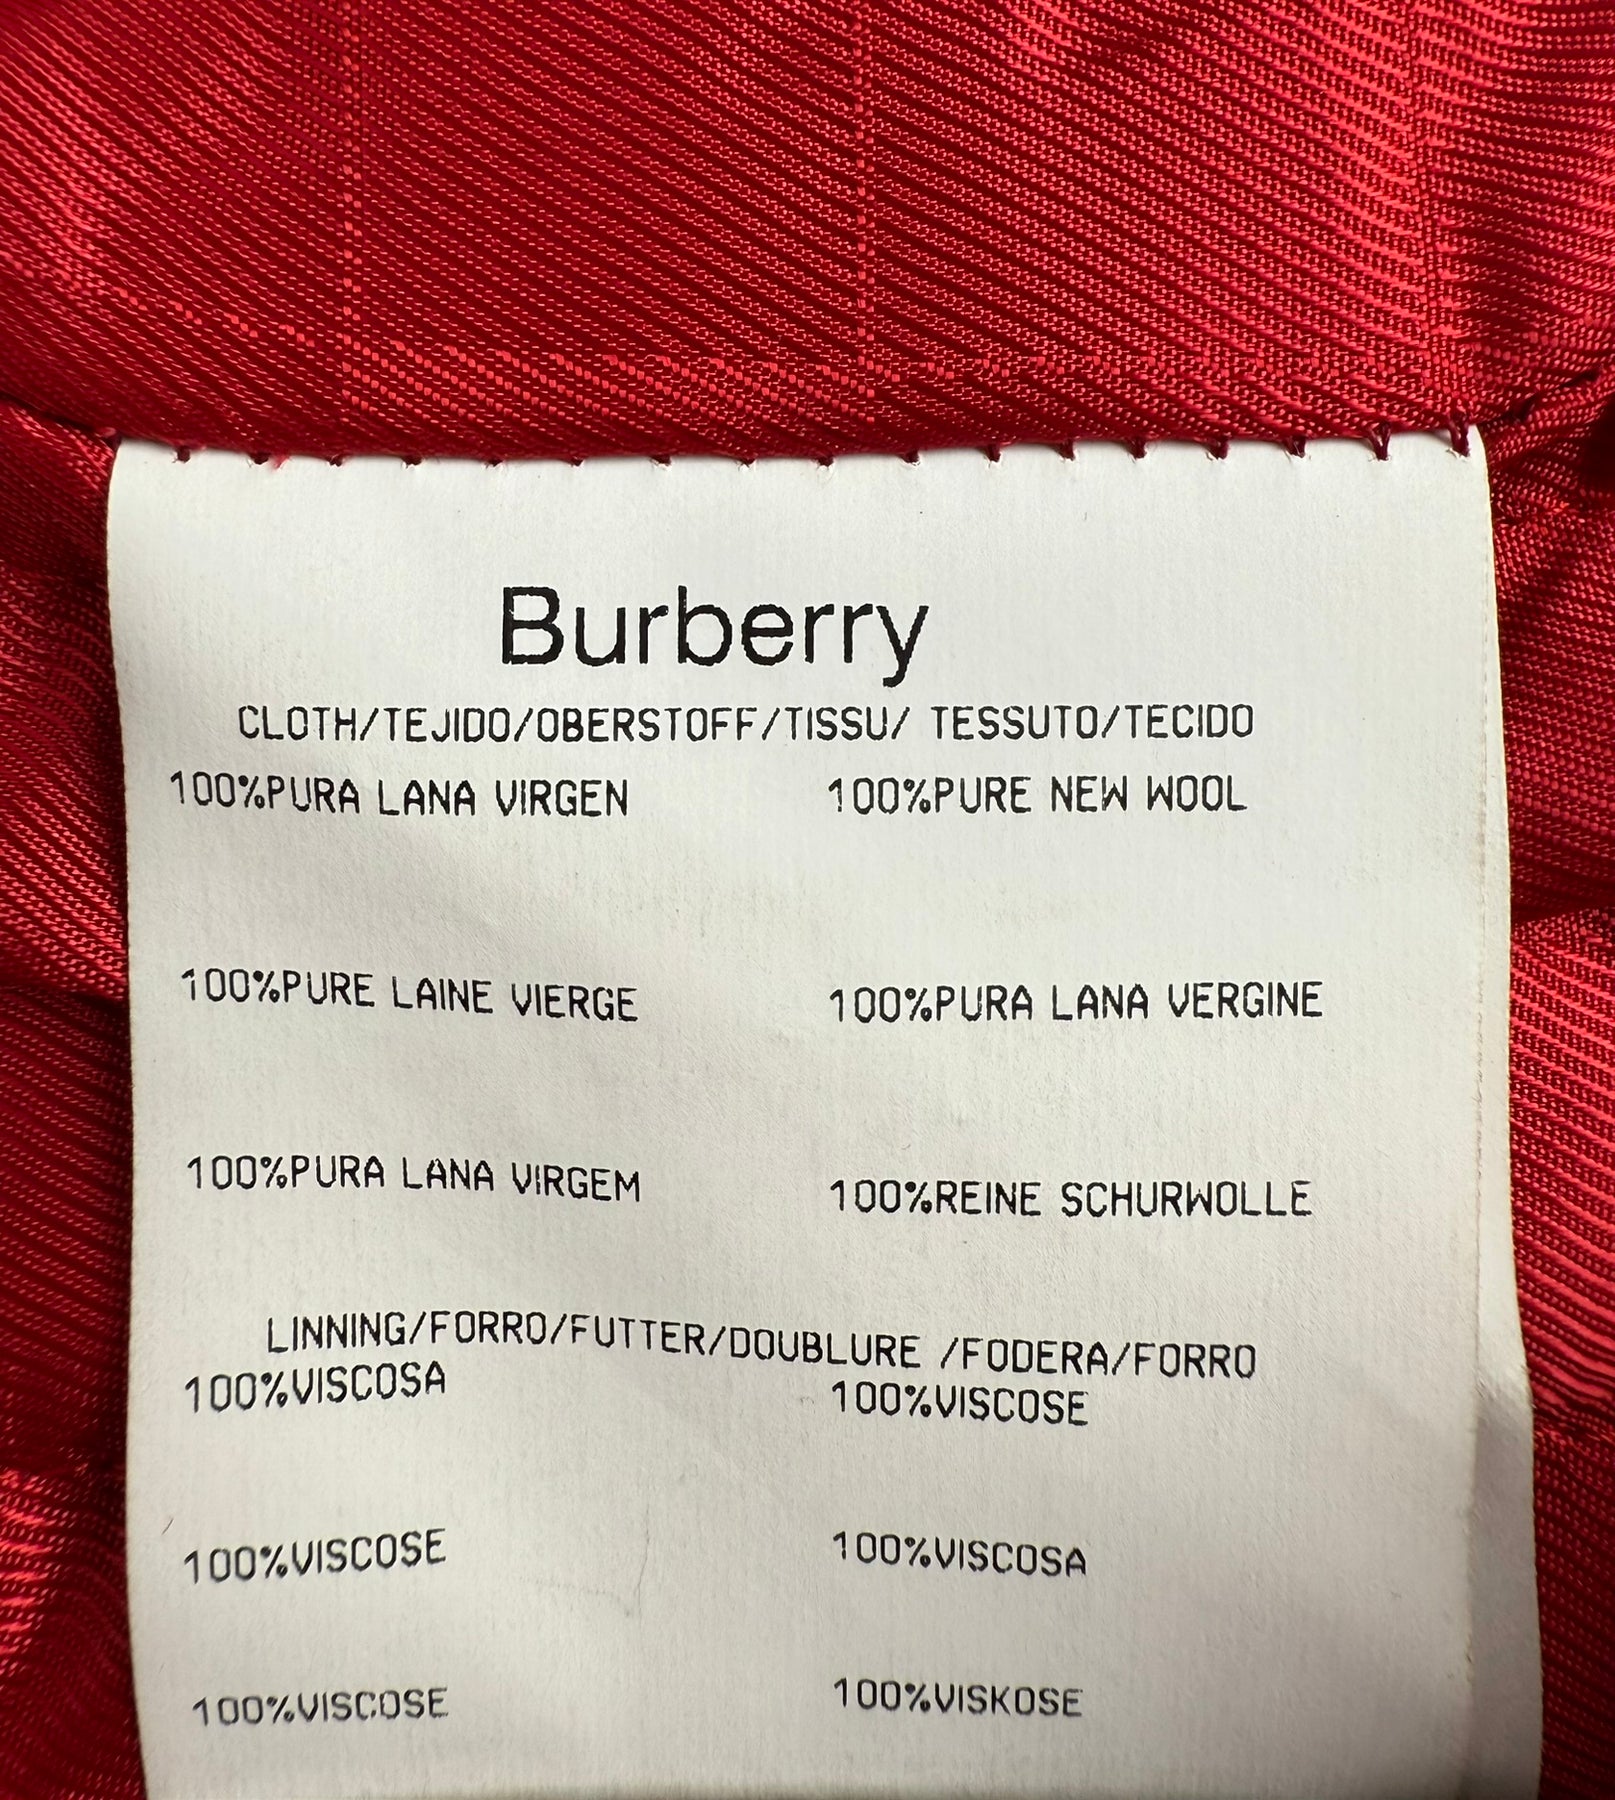 Burberry
CLOTH/TEJIDO/OBERSTOFF/TISSU/ TESSUTO/TECIDO
100%PURA LANA VIRGEN 100%PURE NEW WOOL
100%PURE LAINE VIERGE 100%PURA LANA VERGINE
100%PURA LANA VIRGEM 100%REINE SCHURWOLLE
LINNING/FORRO/FUTTER/DOUBLURE /FODERA/FORRO
100%VISCOSA 100%VISCOSE
100%VISCOSE 100%VISCOSA
100%VISCOSE 100%VISKOSE